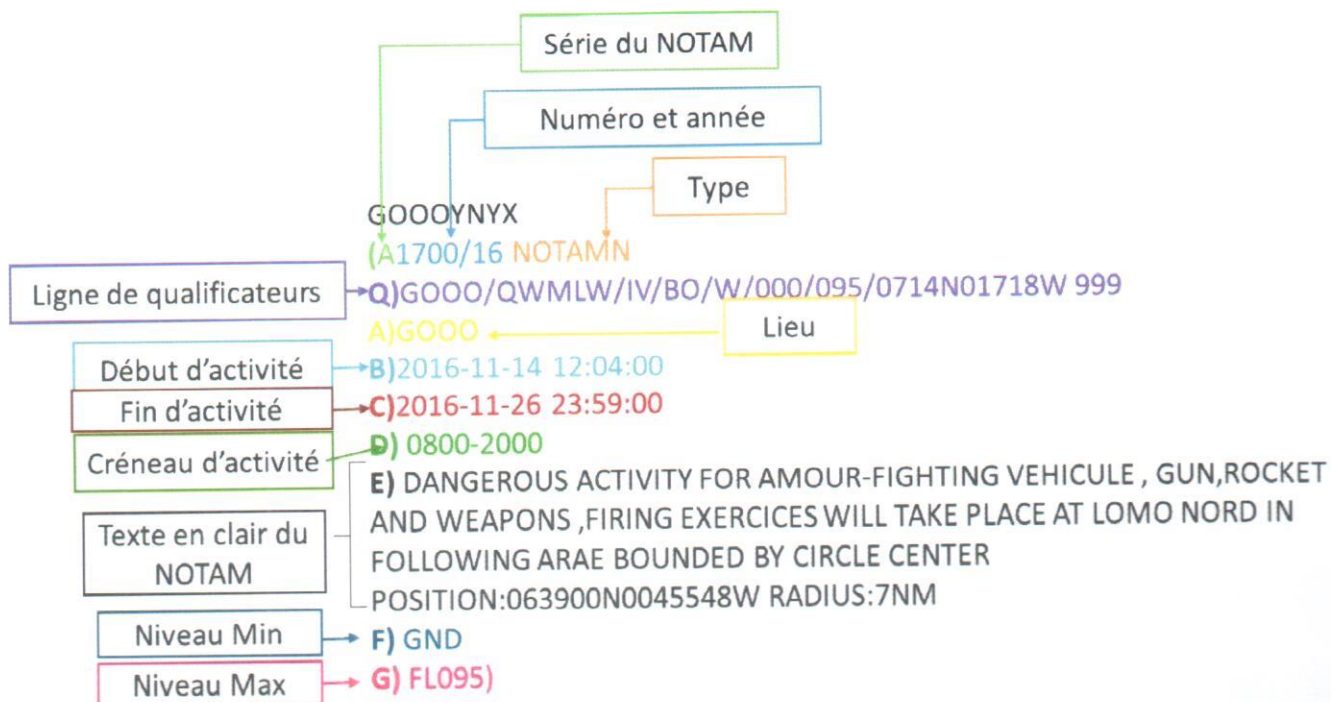 Série du NOTAM
Numéro et année
Type
GOOOYNYX
(A1700/16 NOTAMN
Ligne de qualificateurs
Q)GOOO/QWMLW/IV/BO/W/000/095/0714N01718W 999
A)GOOO
Lieu
Début d'activité
B)2016-11-14 12:04:00
Fin d'activité
C)2016-11-26 23:59:00
Créneau d'activité
D) 0800-2000
Texte en clair du
NOTAM
E) DANGEROUS ACTIVITY FOR AMOUR-FIGHTING VEHICULE , GUN,ROCKET
AND WEAPONS ,FIRING EXERCICES WILL TAKE PLACE AT LOMO NORD IN
FOLLOWING ARAE BOUNDED BY CIRCLE CENTER
POSITION:063900N0045548W RADIUS:7NM
Niveau Min
F) GND
Niveau Max
G) FL095)